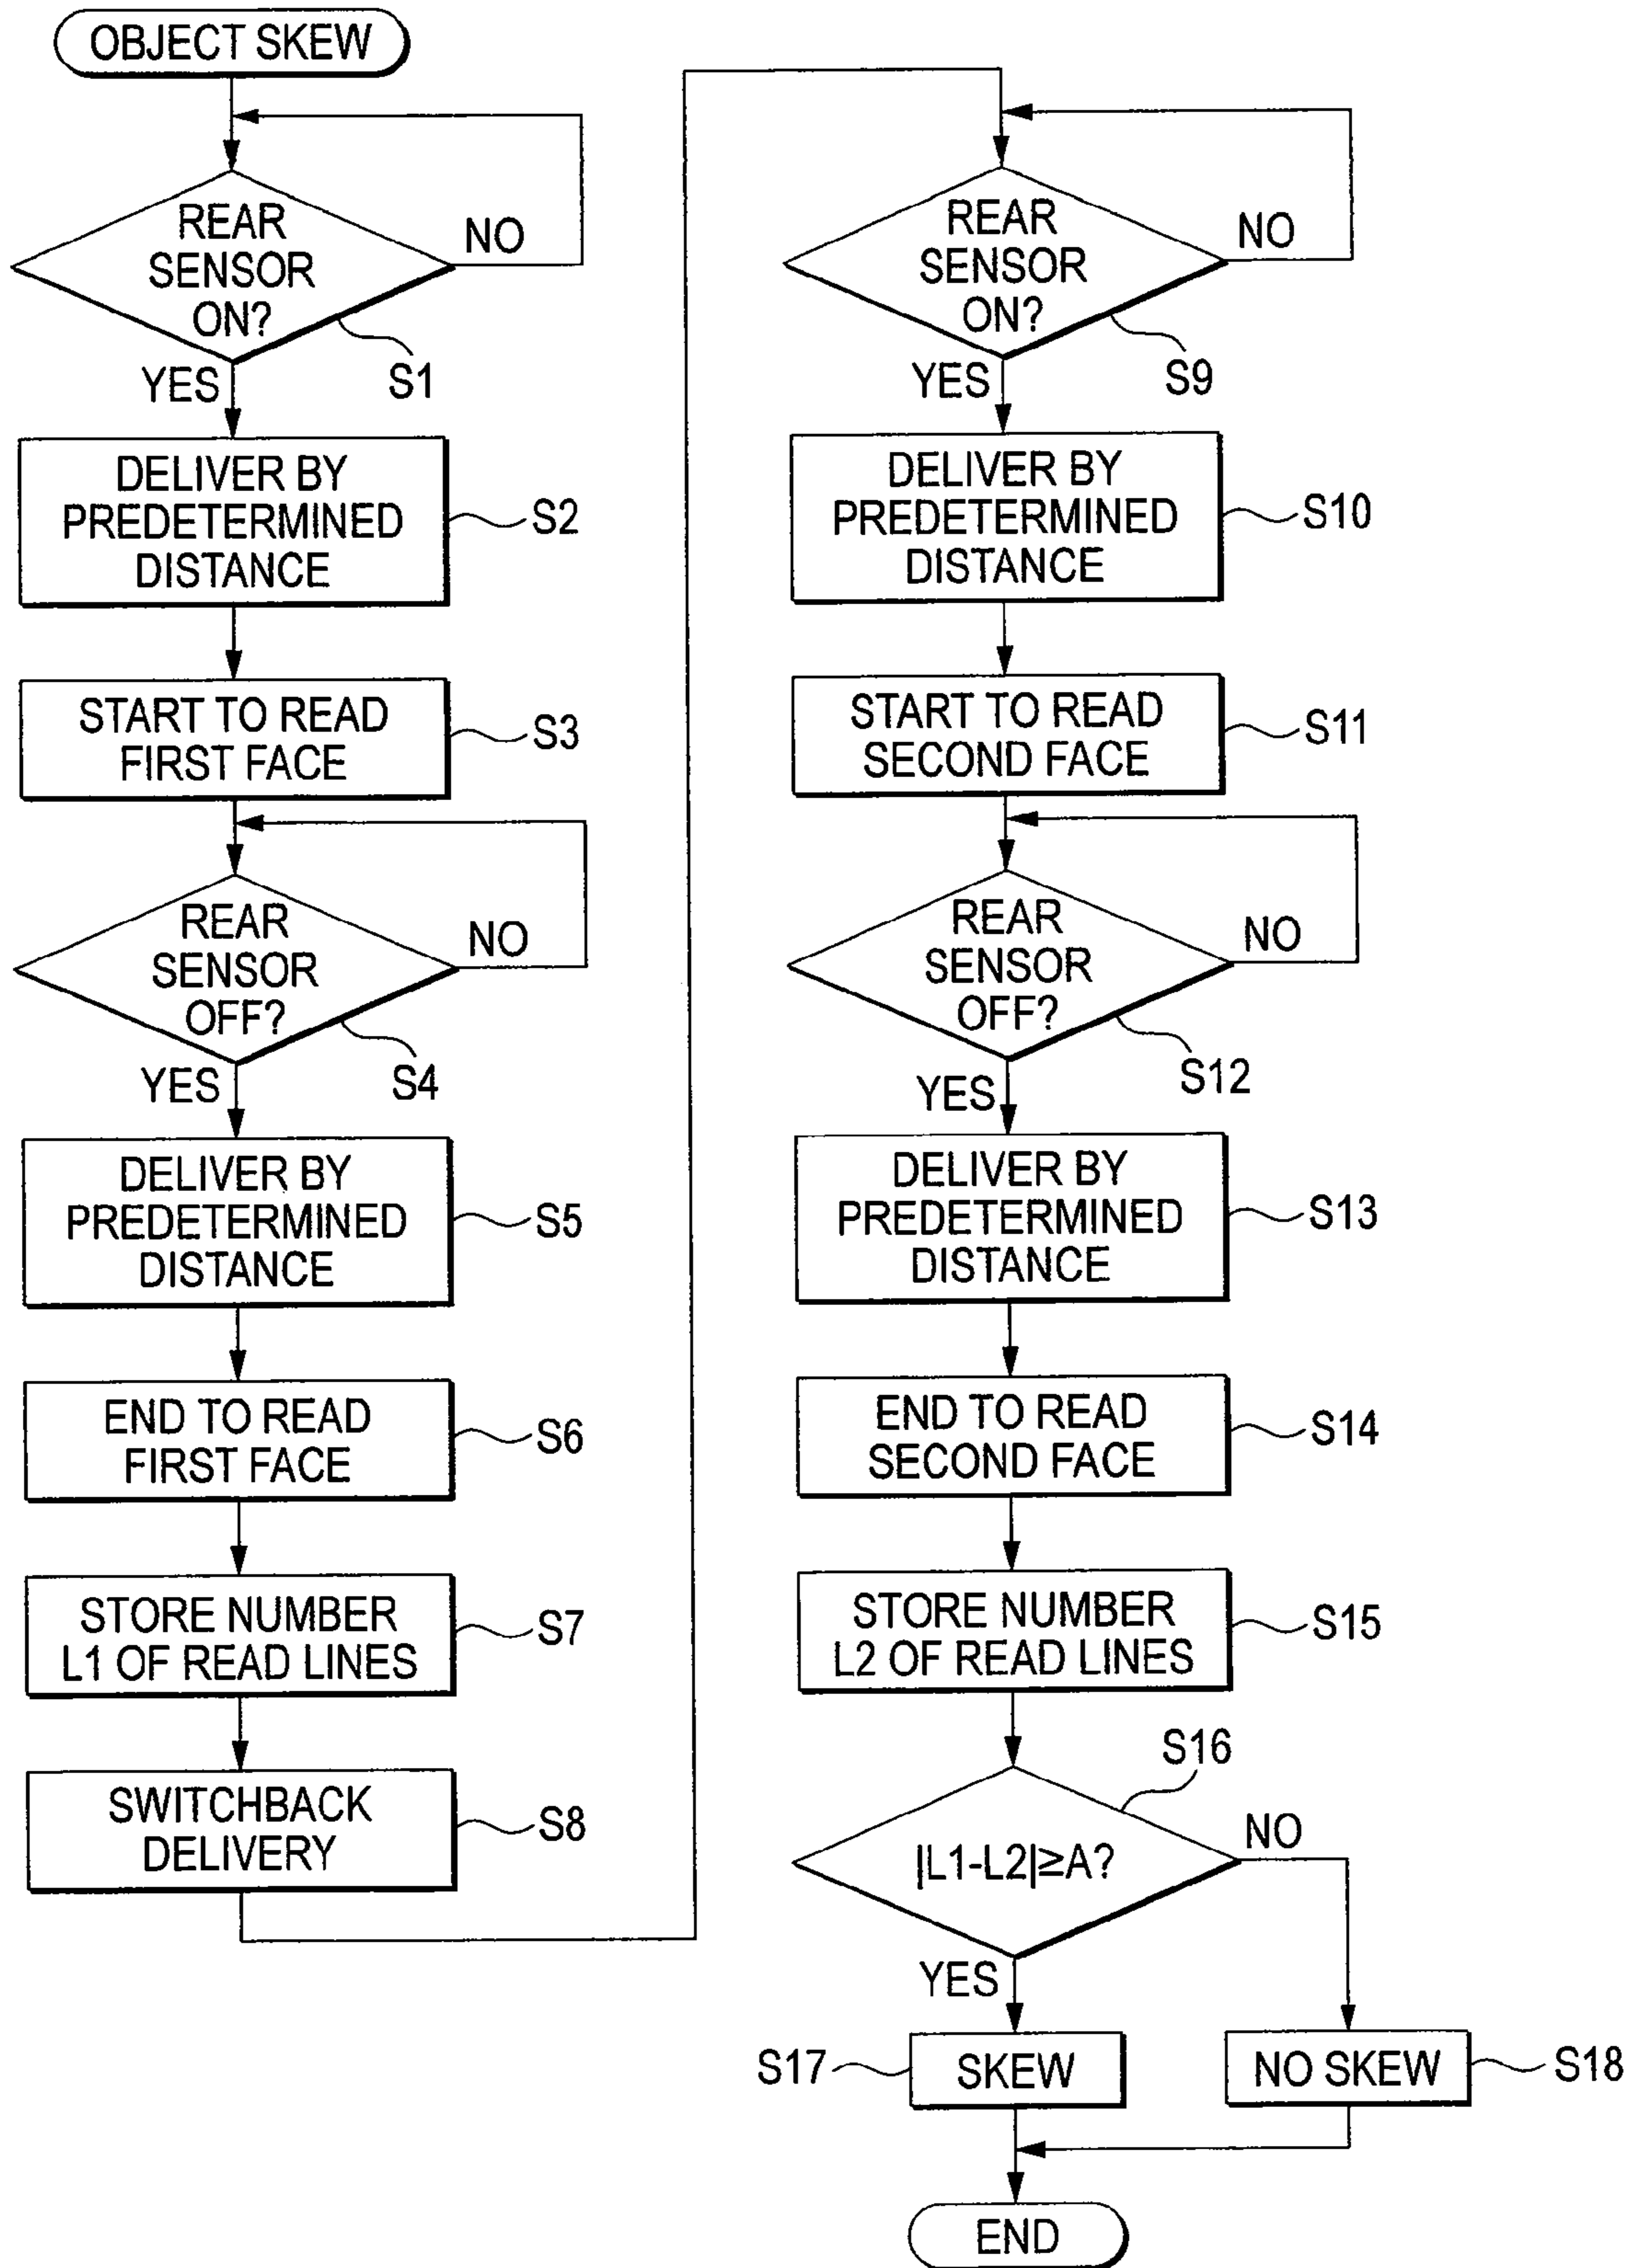 OBJECT SKEW
REAR
SENSOR
ON?
NO
YES
S1
DELIVER BY
PREDETERMINED
DISTANCE
S2
START TO READ
FIRST FACE
S3
REAR
SENSOR
OFF?
NO
YES
S4
DELIVER BY
PREDETERMINED
DISTANCE
S5
END TO READ
FIRST FACE
S6
STORE NUMBER
L1 OF READ LINES
S7
SWITCHBACK
DELIVERY
S8
REAR
SENSOR
ON?
NO
YES
S9
DELIVER BY
PREDETERMINED
DISTANCE
S10
START TO READ
SECOND FACE
S11
REAR
SENSOR
OFF?
NO
YES
S12
DELIVER BY
PREDETERMINED
DISTANCE
S13
END TO READ
SECOND FACE
S14
STORE NUMBER
L2 OF READ LINES
S15
S16
|L1-L2|≥A?
NO
YES
S17
SKEW
NO SKEW
S18
END